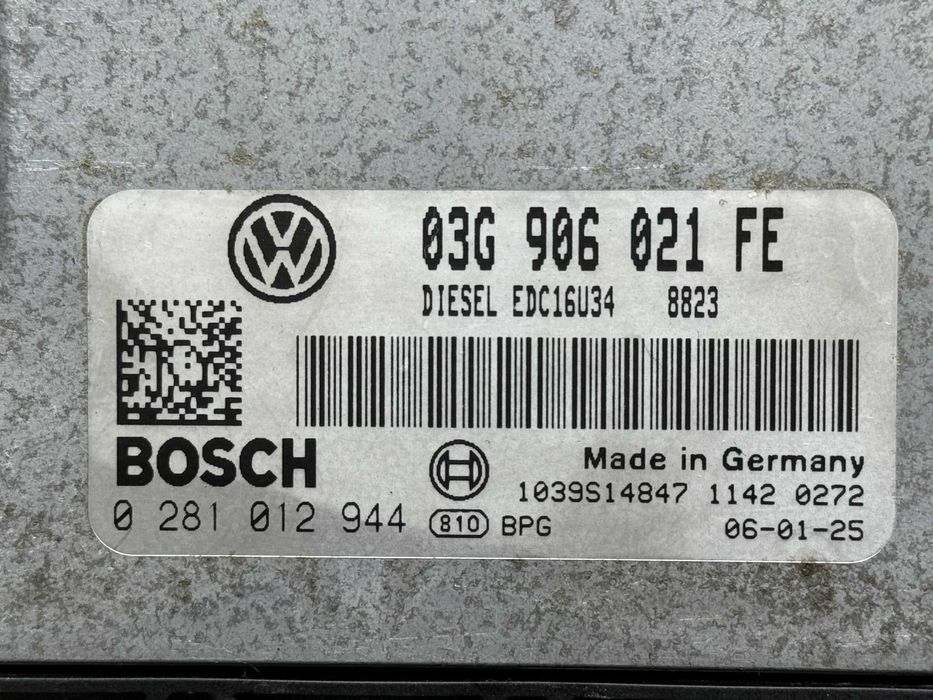 03G 906 021 FE
DIESEL EDC16U34 8823
BOSCH
Made in Germany
1039S14847 1142 0272
0 281 012 944 810 BPG 06-01-25